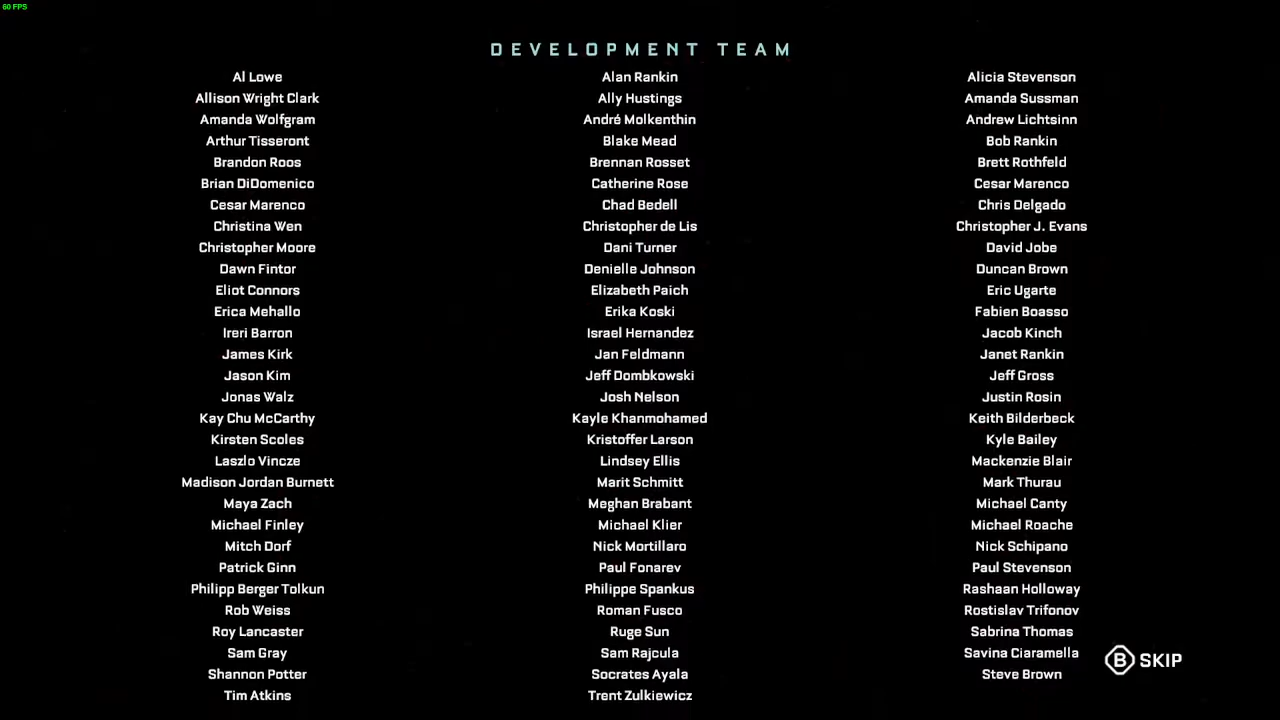 60 FPS
DEVELOPMENT TEAM
Al Lowe Alan Rankin Alicia Stevenson
Allison Wright Clark Ally Hustings Amanda Sussman
Amanda Wolfgram André Molkenthin Andrew Lichtsinn
Arthur Tisseront Blake Mead Bob Rankin
Brandon Roos Brennan Rosset Brett Rothfeld
Brian DiDomenico Catherine Rose Cesar Marenco
Cesar Marenco Chad Bedell Chris Delgado
Christina Wen Christopher de Lis Christopher J. Evans
Christopher Moore Dani Turner David Jobe
Dawn Fintor Denielle Johnson Duncan Brown
Eliot Connors Elizabeth Paich Eric Ugarte
Erica Mehallo Erika Koski Fabien Boasso
Ireri Barron Israel Hernandez Jacob Kinch
James Kirk Jan Feldmann Janet Rankin
Jason Kim Jeff Dombkowski Jeff Gross
Jonas Walz Josh Nelson Justin Rosin
Kay Chu McCarthy Kayle Khanmohamed Keith Bilderbeck
Kirsten Scoles Kristoffer Larson Kyle Bailey
Laszlo Vincze Lindsey Ellis Mackenzie Blair
Madison Jordan Burnett Marit Schmitt Mark Thurau
Maya Zach Meghan Brabant Michael Canty
Michael Finley Michael Klier Michael Roache
Mitch Dorf Nick Mortillaro Nick Schipano
Patrick Ginn Paul Fonarev Paul Stevenson
Philipp Berger Tolkun Philippe Spankus Rashaan Holloway
Rob Weiss Roman Fusco Rostislav Trifonov
Roy Lancaster Ruge Sun Sabrina Thomas
Sam Gray Sam Rajcula Savina Ciaramella
B SKIP
Shannon Potter Socrates Ayala Steve Brown
Tim Atkins Trent Zulkiewicz